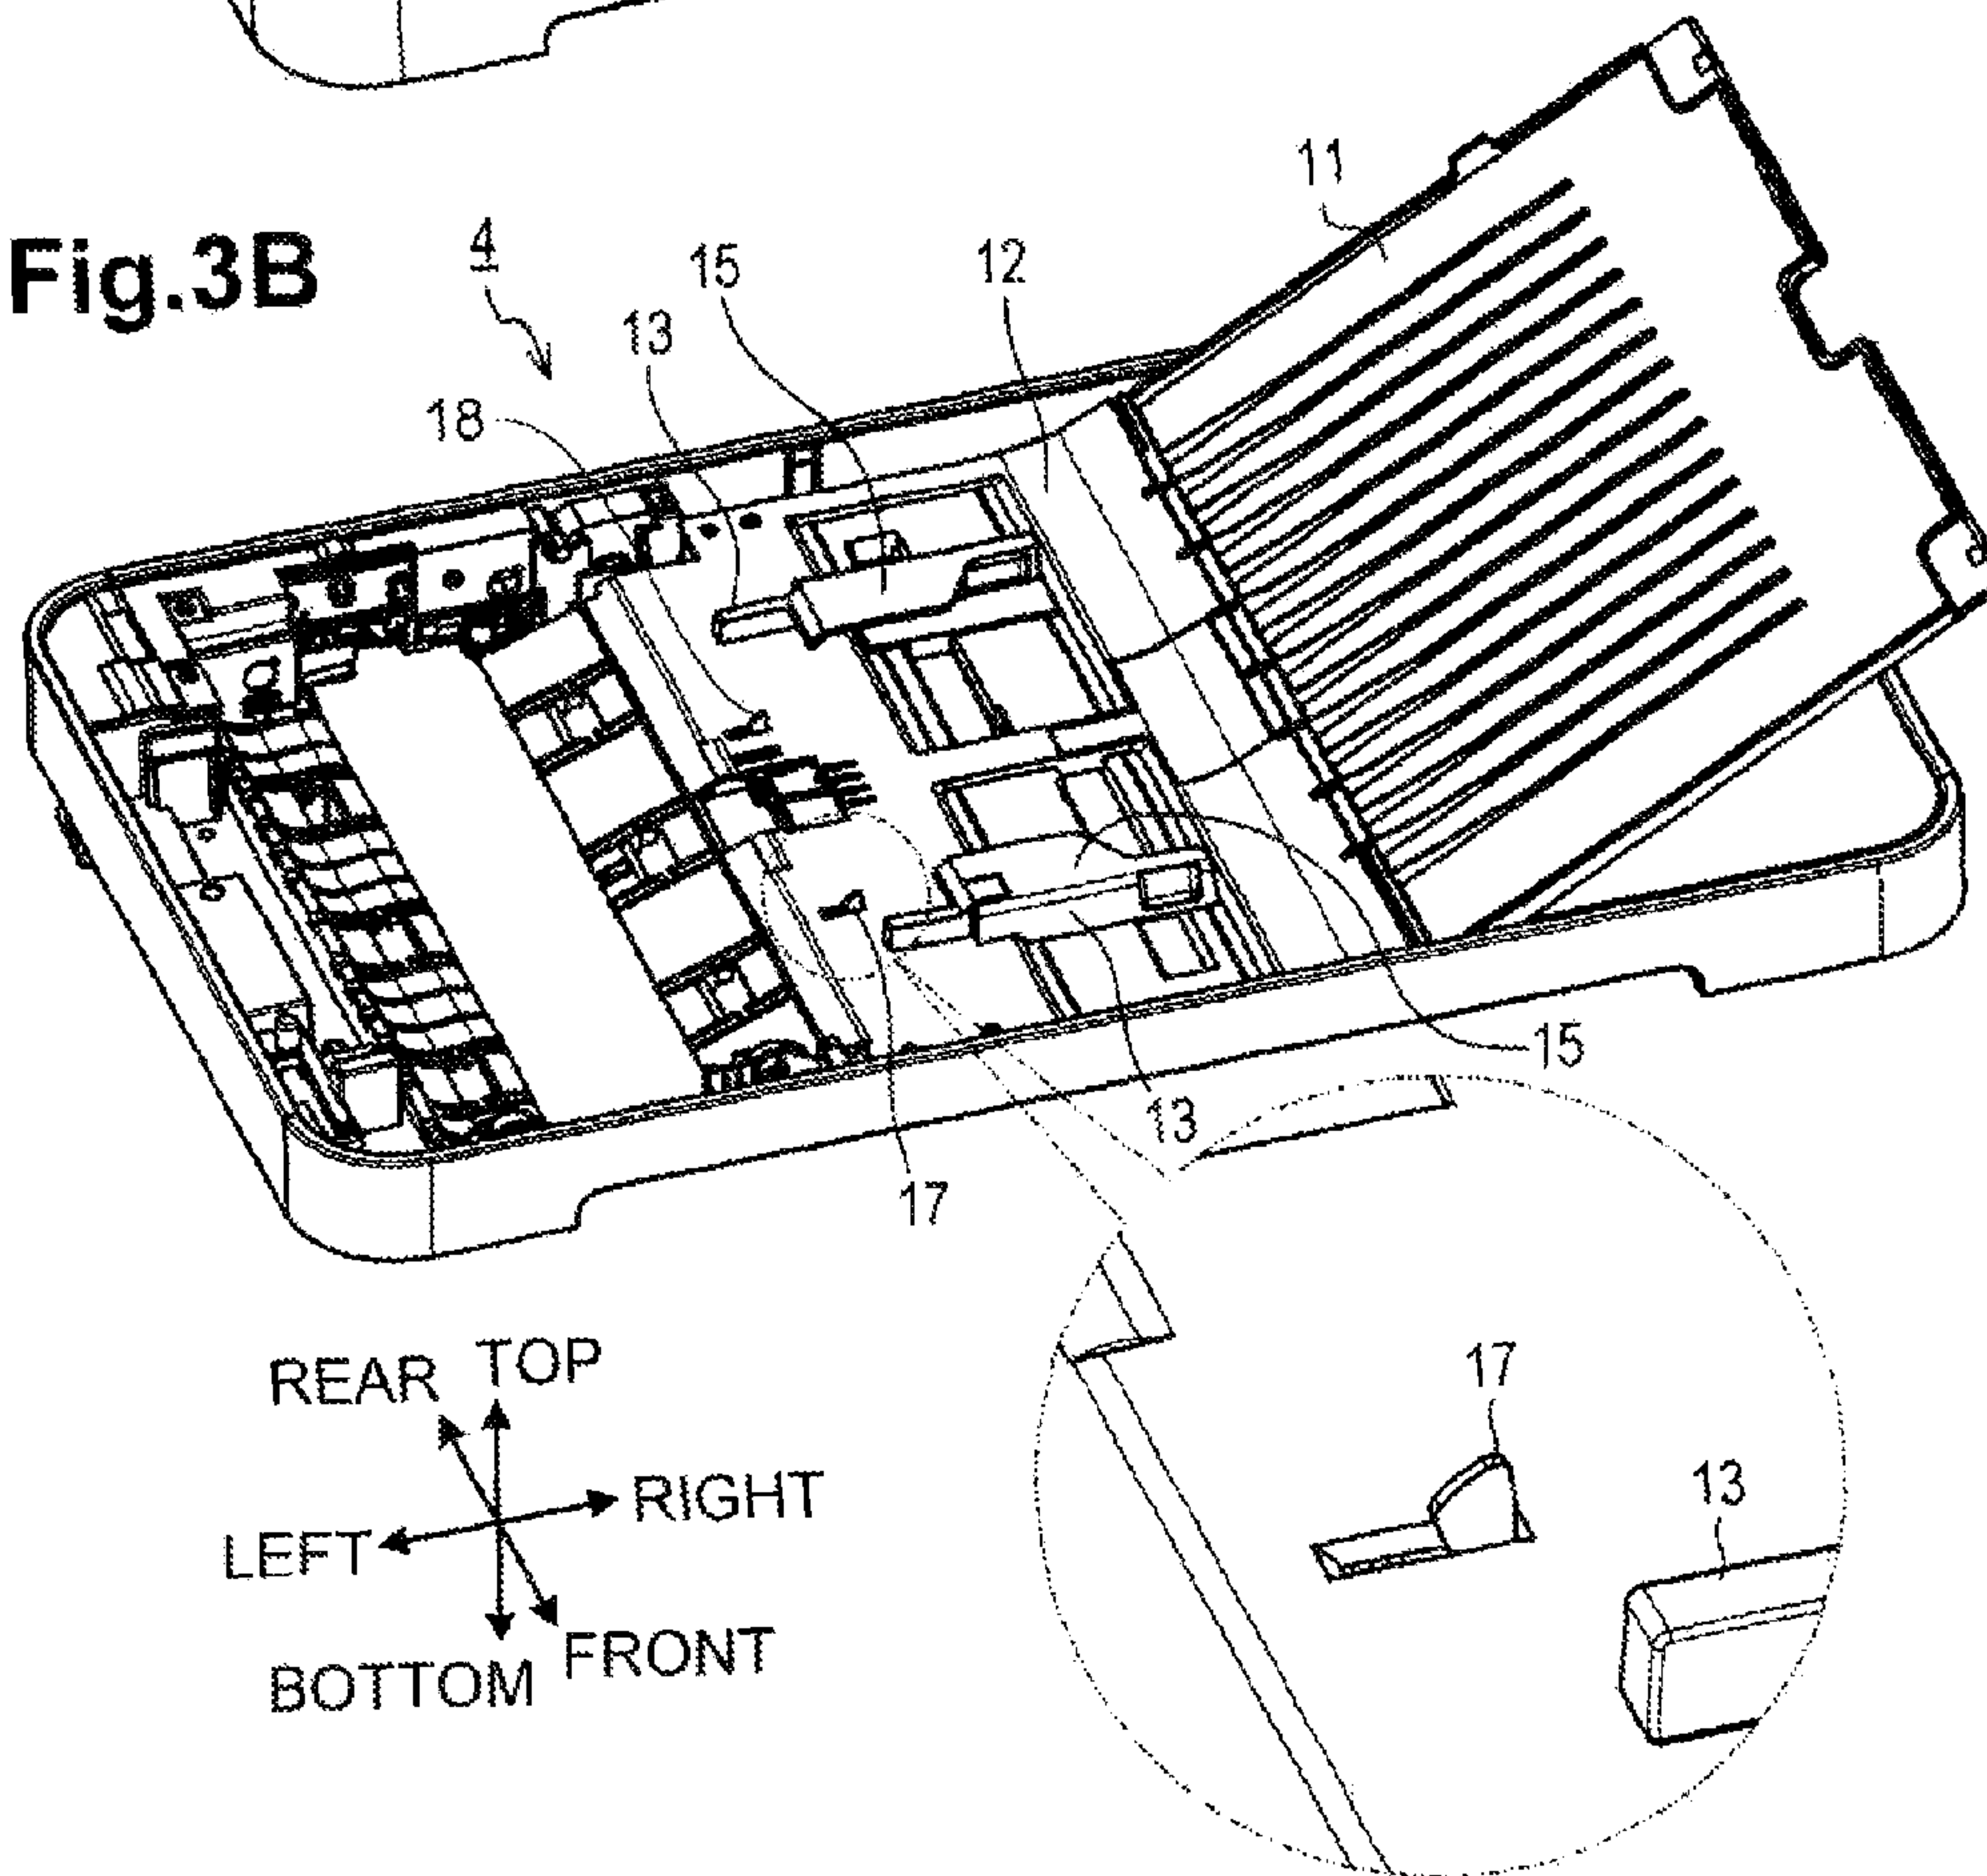 11
Fig.3B
4
15
12
13
18
15
13
17
REAR
TOP
RIGHT
LEFT
FRONT
BOTTOM
17
13